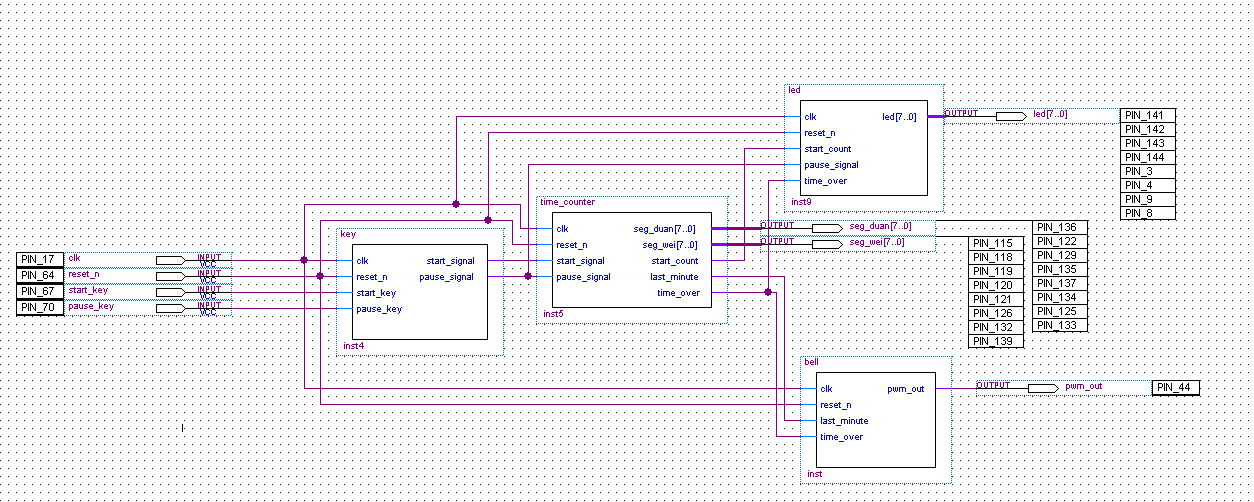 led
clk
reset_n
start_count
pause_signal
time_over
led[7..0]
inst9
OUTPUT
led[7..0]
PIN_141
PIN_142
PIN_143
PIN_144
PIN_3
PIN_4
PIN_9
PIN_8
time_counter
clk
reset_n
start_signal
pause_signal
seg_duan[7..0]
seg_wei[7..0]
start_count
last_minute
time_over
inst5
OUTPUT
seg_duan[7..0]
OUTPUT
seg_wei[7..0]
PIN_136
PIN_122
PIN_129
PIN_135
PIN_137
PIN_134
PIN_125
PIN_133
PIN_115
PIN_118
PIN_119
PIN_120
PIN_121
PIN_126
PIN_132
PIN_139
key
clk
reset_n
start_key
pause_key
start_signal
pause_signal
inst4
PIN_17 clk INPUT VCC
PIN_64 reset_n INPUT VCC
PIN_67 start_key INPUT VCC
PIN_70 pause_key INPUT VCC
bell
clk
reset_n
last_minute
time_over
pwm_out
inst
OUTPUT
pwm_out
PIN_44